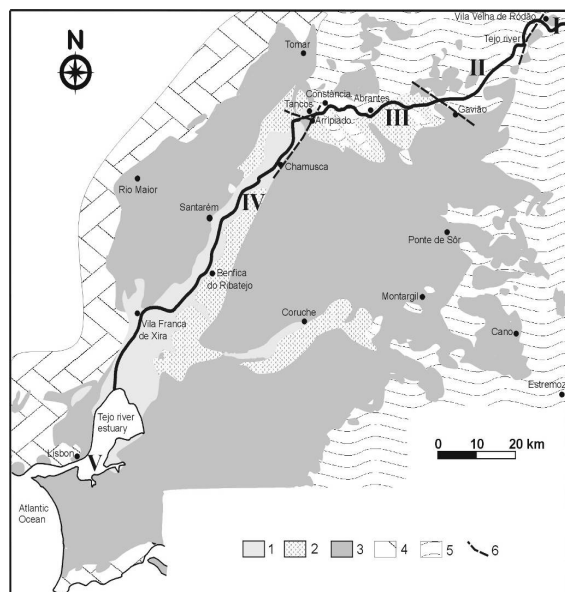 Vila Velha de Ródão
I
Tejo river
N
Tomar
II
Constância
Abrantes
Tancos
Gavião
III
Arripiado
Chamusca
Rio Maior
IV
Santarém
Ponte de Sôr
Benfica
do Ribatejo
Montargil
Coruche
Vila Franca
de Xira
Cano
Estremoz
Tejo river
estuary
0 10 20 km
Lisbon
V
Atlantic
Ocean
1 2 3 4 5 6